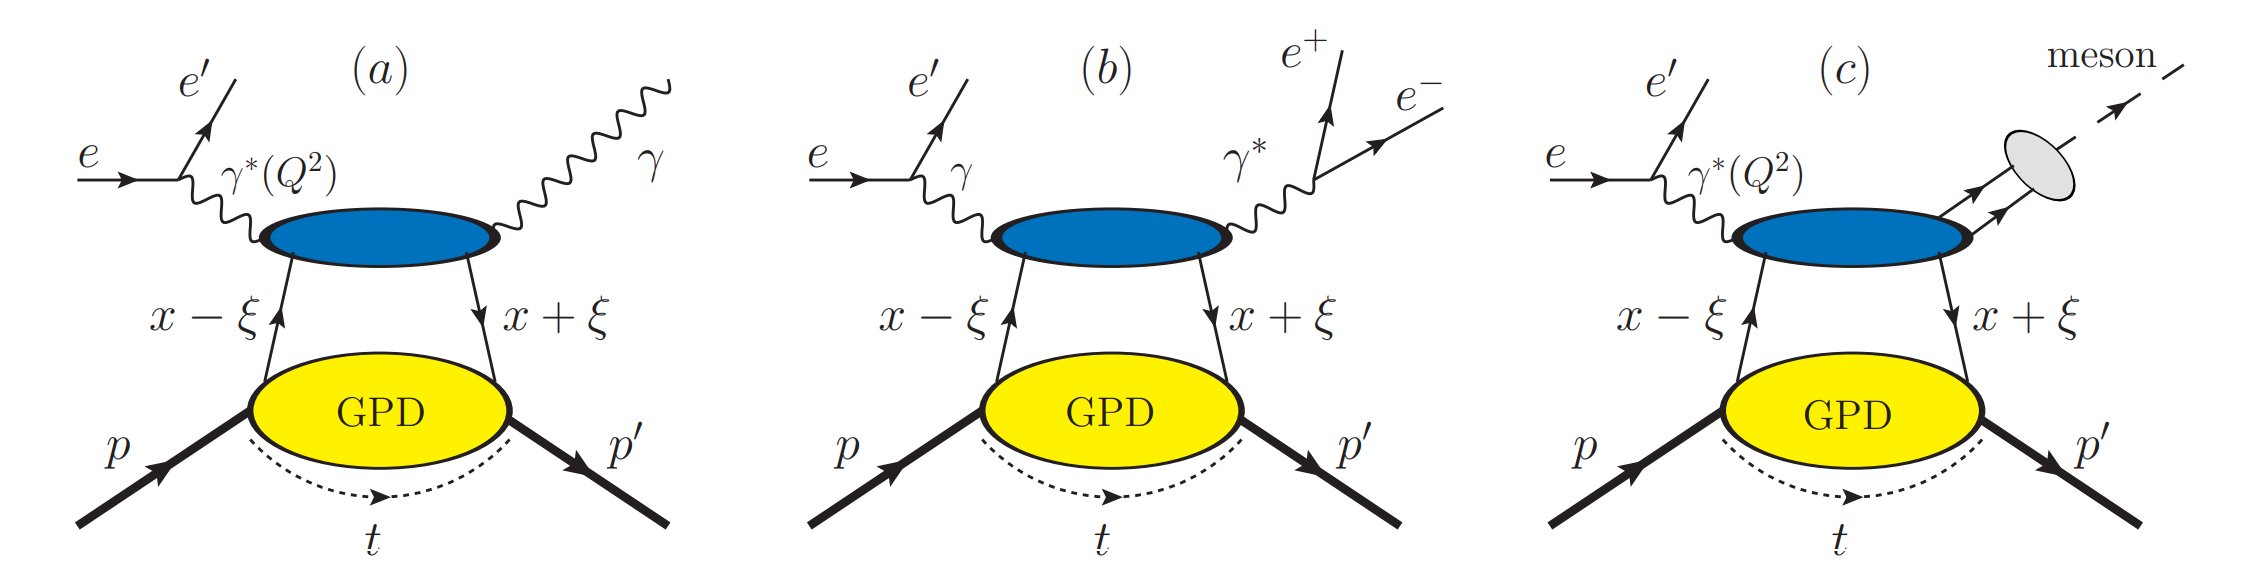 (a)
e′
e
γ*(Q²)
γ
x − ξ
x + ξ
GPD
p
p′
t
(b)
e′
e
γ
γ*
e⁺
e⁻
x − ξ
x + ξ
GPD
p
p′
t
(c)
meson
e′
e
γ*(Q²)
x − ξ
x + ξ
GPD
p
p′
t